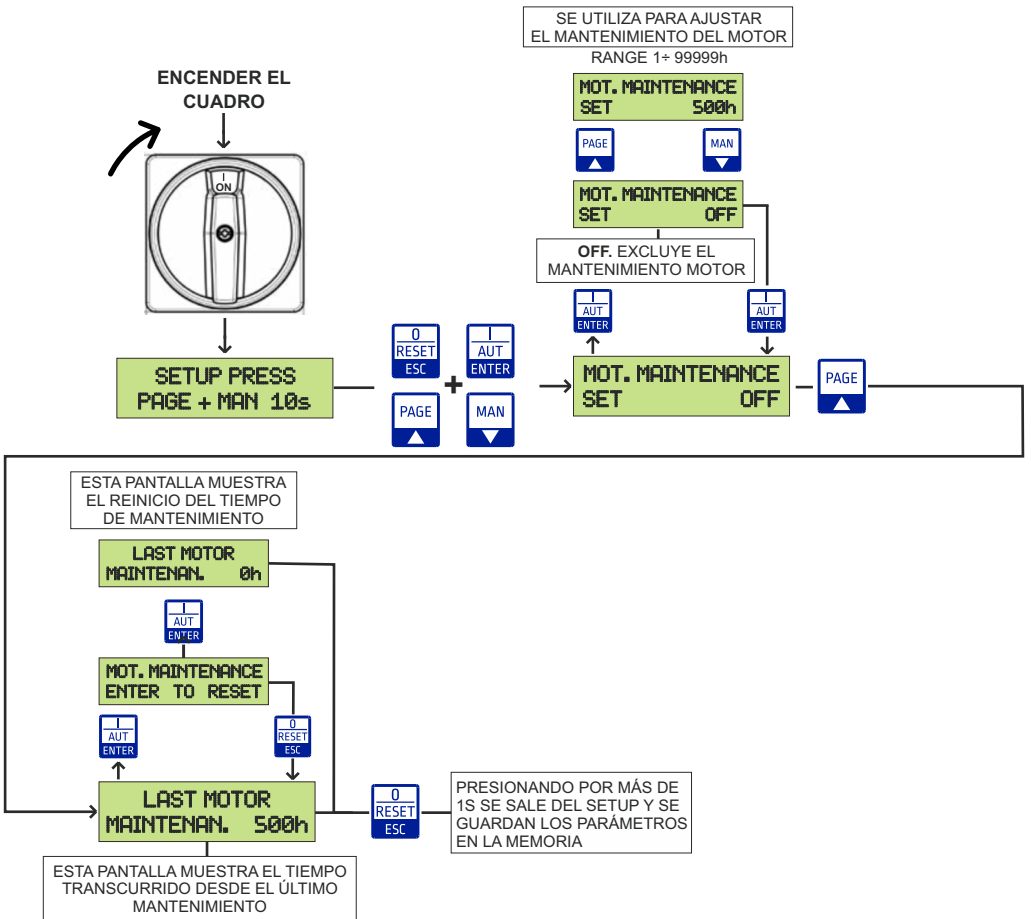 SE UTILIZA PARA AJUSTAR
EL MANTENIMIENTO DEL MOTOR
RANGE 1÷ 99999h
MOT. MAINTENANCE
SET 500h
PAGE
MAN
MOT. MAINTENANCE
SET OFF
OFF. EXCLUYE EL
MANTENIMIENTO MOTOR
I
AUT
ENTER
I
AUT
ENTER
ENCENDER EL
CUADRO
I
ON
SETUP PRESS
PAGE + MAN 10s
0
RESET
ESC
+
I
AUT
ENTER
PAGE
MAN
MOT. MAINTENANCE
SET OFF
PAGE
ESTA PANTALLA MUESTRA
EL REINICIO DEL TIEMPO
DE MANTENIMIENTO
LAST MOTOR
MAINTENAN. 0h
I
AUT
ENTER
MOT. MAINTENANCE
ENTER TO RESET
I
AUT
ENTER
0
RESET
ESC
LAST MOTOR
MAINTENAN. 500h
0
RESET
ESC
PRESIONANDO POR MÁS DE
1S SE SALE DEL SETUP Y SE
GUARDAN LOS PARÁMETROS
EN LA MEMORIA
ESTA PANTALLA MUESTRA EL TIEMPO
TRANSCURRIDO DESDE EL ÚLTIMO
MANTENIMIENTO